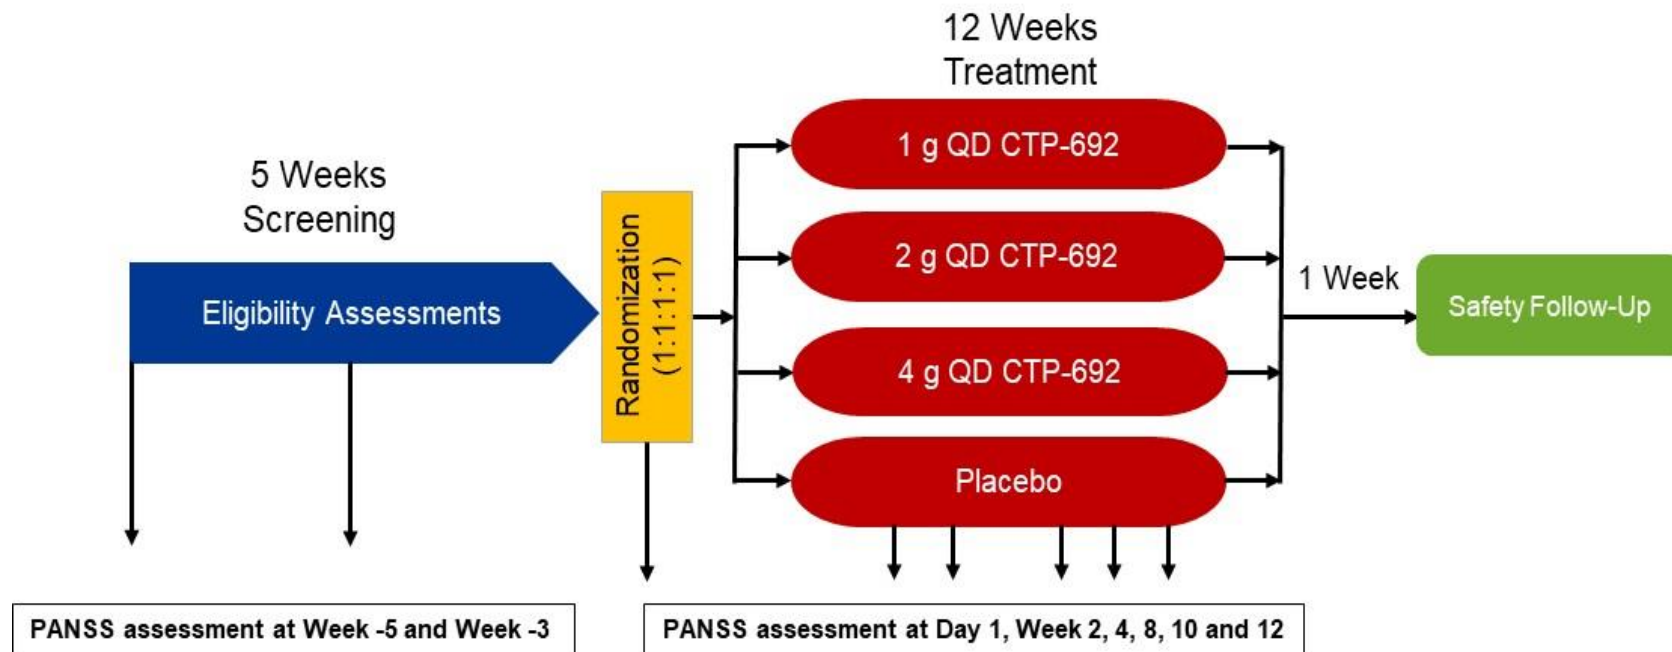 12 Weeks
Treatment
5 Weeks
Screening
Eligibility Assessments
Randomization
(1:1:1:1)
1 g QD CTP-692
2 g QD CTP-692
4 g QD CTP-692
Placebo
1 Week
Safety Follow-Up
PANSS assessment at Week -5 and Week -3
PANSS assessment at Day 1, Week 2, 4, 8, 10 and 12